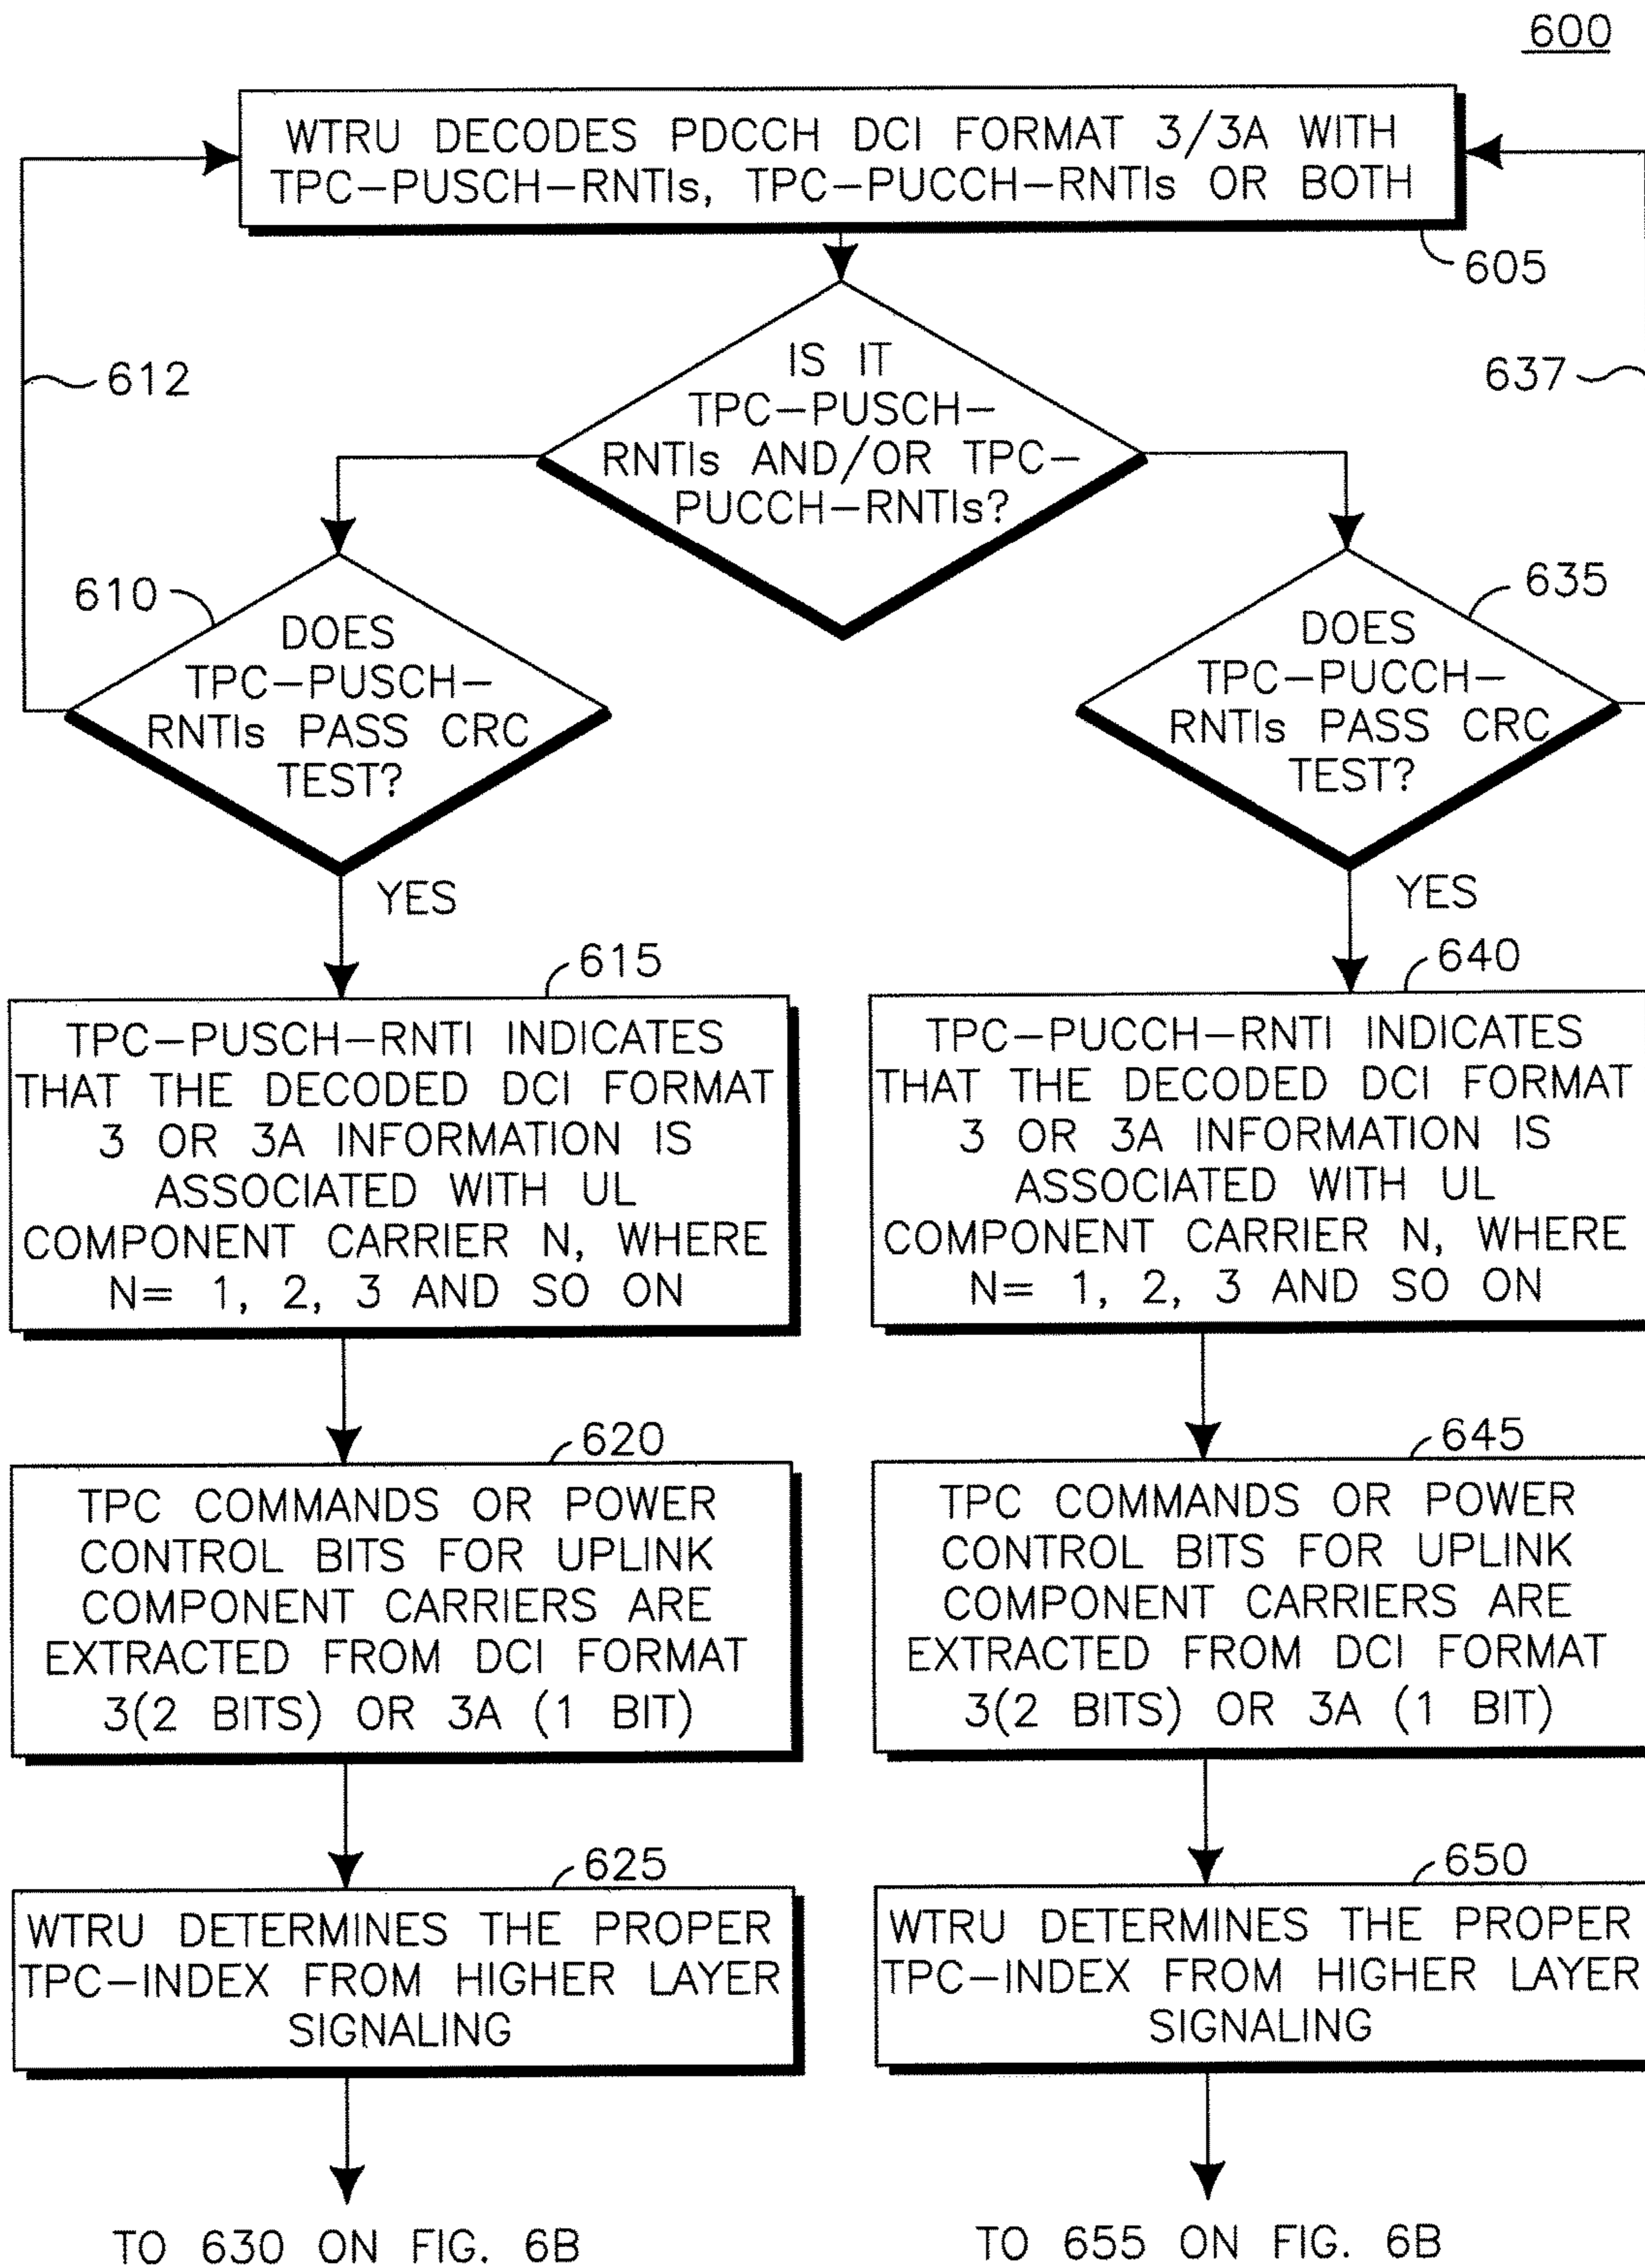 600
WTRU DECODES PDCCH DCI FORMAT 3/3A WITH
TPC-PUSCH-RNTIs, TPC-PUCCH-RNTIs OR BOTH
605
IS IT
TPC-PUSCH-
RNTIs AND/OR TPC-
PUCCH-RNTIs?
612
637
610
DOES
TPC-PUSCH-
RNTIs PASS CRC
TEST?
YES
635
DOES
TPC-PUCCH-
RNTIs PASS CRC
TEST?
YES
615
TPC-PUSCH-RNTI INDICATES
THAT THE DECODED DCI FORMAT
3 OR 3A INFORMATION IS
ASSOCIATED WITH UL
COMPONENT CARRIER N, WHERE
N= 1, 2, 3 AND SO ON
640
TPC-PUCCH-RNTI INDICATES
THAT THE DECODED DCI FORMAT
3 OR 3A INFORMATION IS
ASSOCIATED WITH UL
COMPONENT CARRIER N, WHERE
N= 1, 2, 3 AND SO ON
620
TPC COMMANDS OR POWER
CONTROL BITS FOR UPLINK
COMPONENT CARRIERS ARE
EXTRACTED FROM DCI FORMAT
3(2 BITS) OR 3A (1 BIT)
645
TPC COMMANDS OR POWER
CONTROL BITS FOR UPLINK
COMPONENT CARRIERS ARE
EXTRACTED FROM DCI FORMAT
3(2 BITS) OR 3A (1 BIT)
625
WTRU DETERMINES THE PROPER
TPC-INDEX FROM HIGHER LAYER
SIGNALING
650
WTRU DETERMINES THE PROPER
TPC-INDEX FROM HIGHER LAYER
SIGNALING
TO 630 ON FIG. 6B
TO 655 ON FIG. 6B